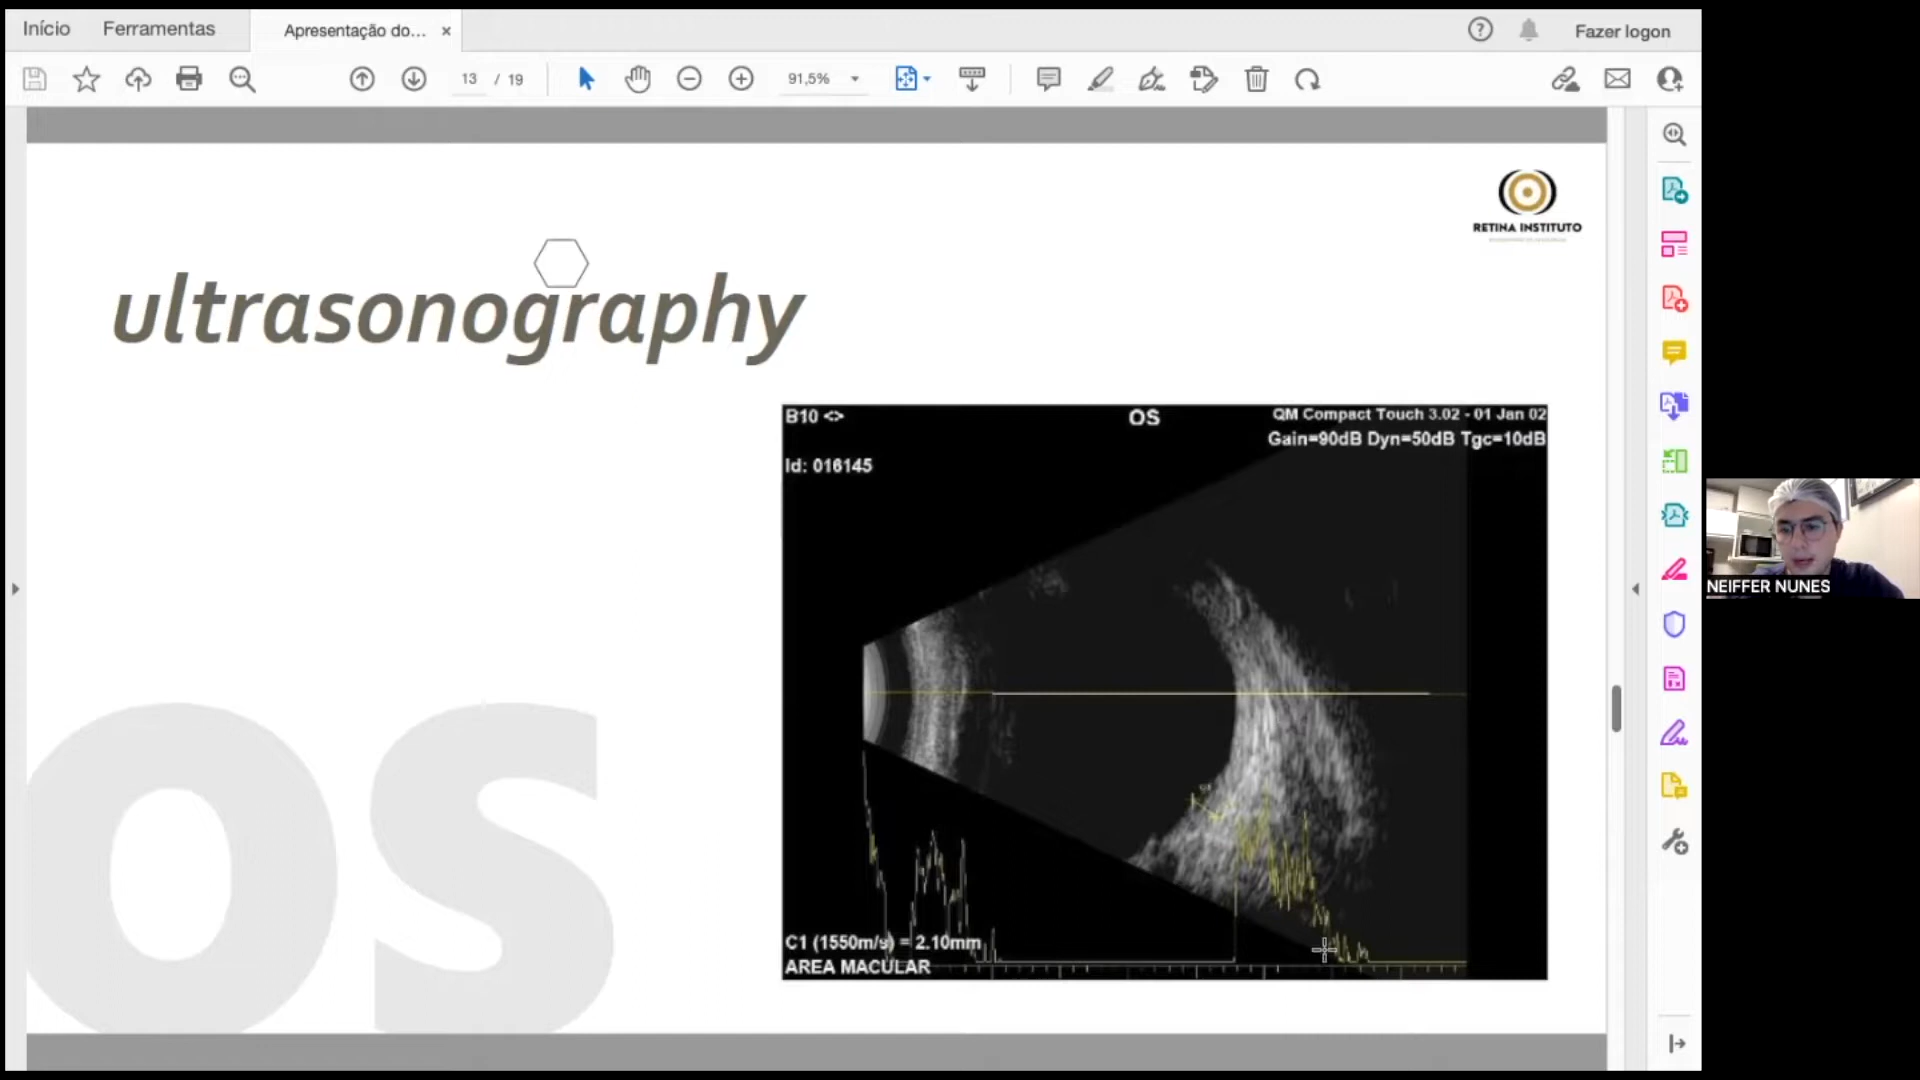 Início Ferramentas Apresentação do... × Fazer logon
13 / 19 91,5%
RETINA INSTITUTO
ultrasonography
B10 <> OS QM Compact Touch 3.02 - 01 Jan 02
Gain=90dB Dyn=50dB Tgc=10dB
Id: 016145
NEIFFER NUNES
OS
C1 (1550m/s) = 2.10mm
AREA MACULAR